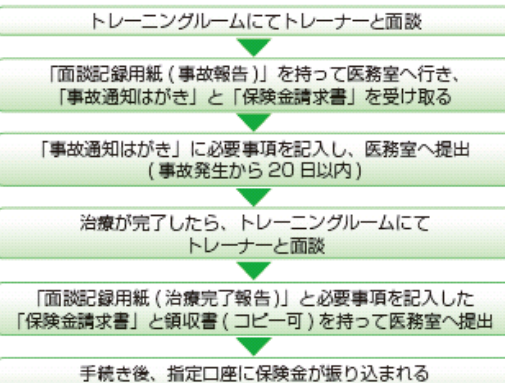 トレーニングルームにてトレーナーと面談
「面談記録用紙(事故報告)」を持って医務室へ行き、
「事故通知はがき」と「保険金請求書」を受け取る
「事故通知はがき」に必要事項を記入し、医務室へ提出
(事故発生から20日以内)
治療が完了したら、トレーニングルームにて
トレーナーと面談
「面談記録用紙(治療完了報告)」と必要事項を記入した
「保険金請求書」と領収書(コピー可)を持って医務室へ提出
手続き後、指定口座に保険金が振り込まれる